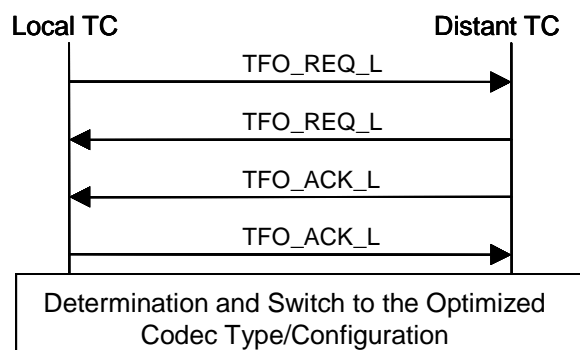 Local TC
Distant TC
TFO_REQ_L
TFO_REQ_L
TFO_ACK_L
TFO_ACK_L
Determination and Switch to the Optimized
Codec Type/Configuration